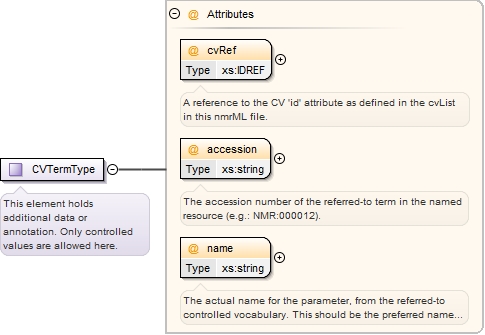 Attributes
@ cvRef
Type xs:IDREF
A reference to the CV 'id' attribute as defined in the cvList
in this nmrML file.
@ accession
Type xs:string
The accession number of the referred-to term in the named
resource (e.g.: NMR:000012).
CVTermType
This element holds
additional data or
annotation. Only controlled
values are allowed here.
@ name
Type xs:string
The actual name for the parameter, from the referred-to
controlled vocabulary. This should be the preferred name...